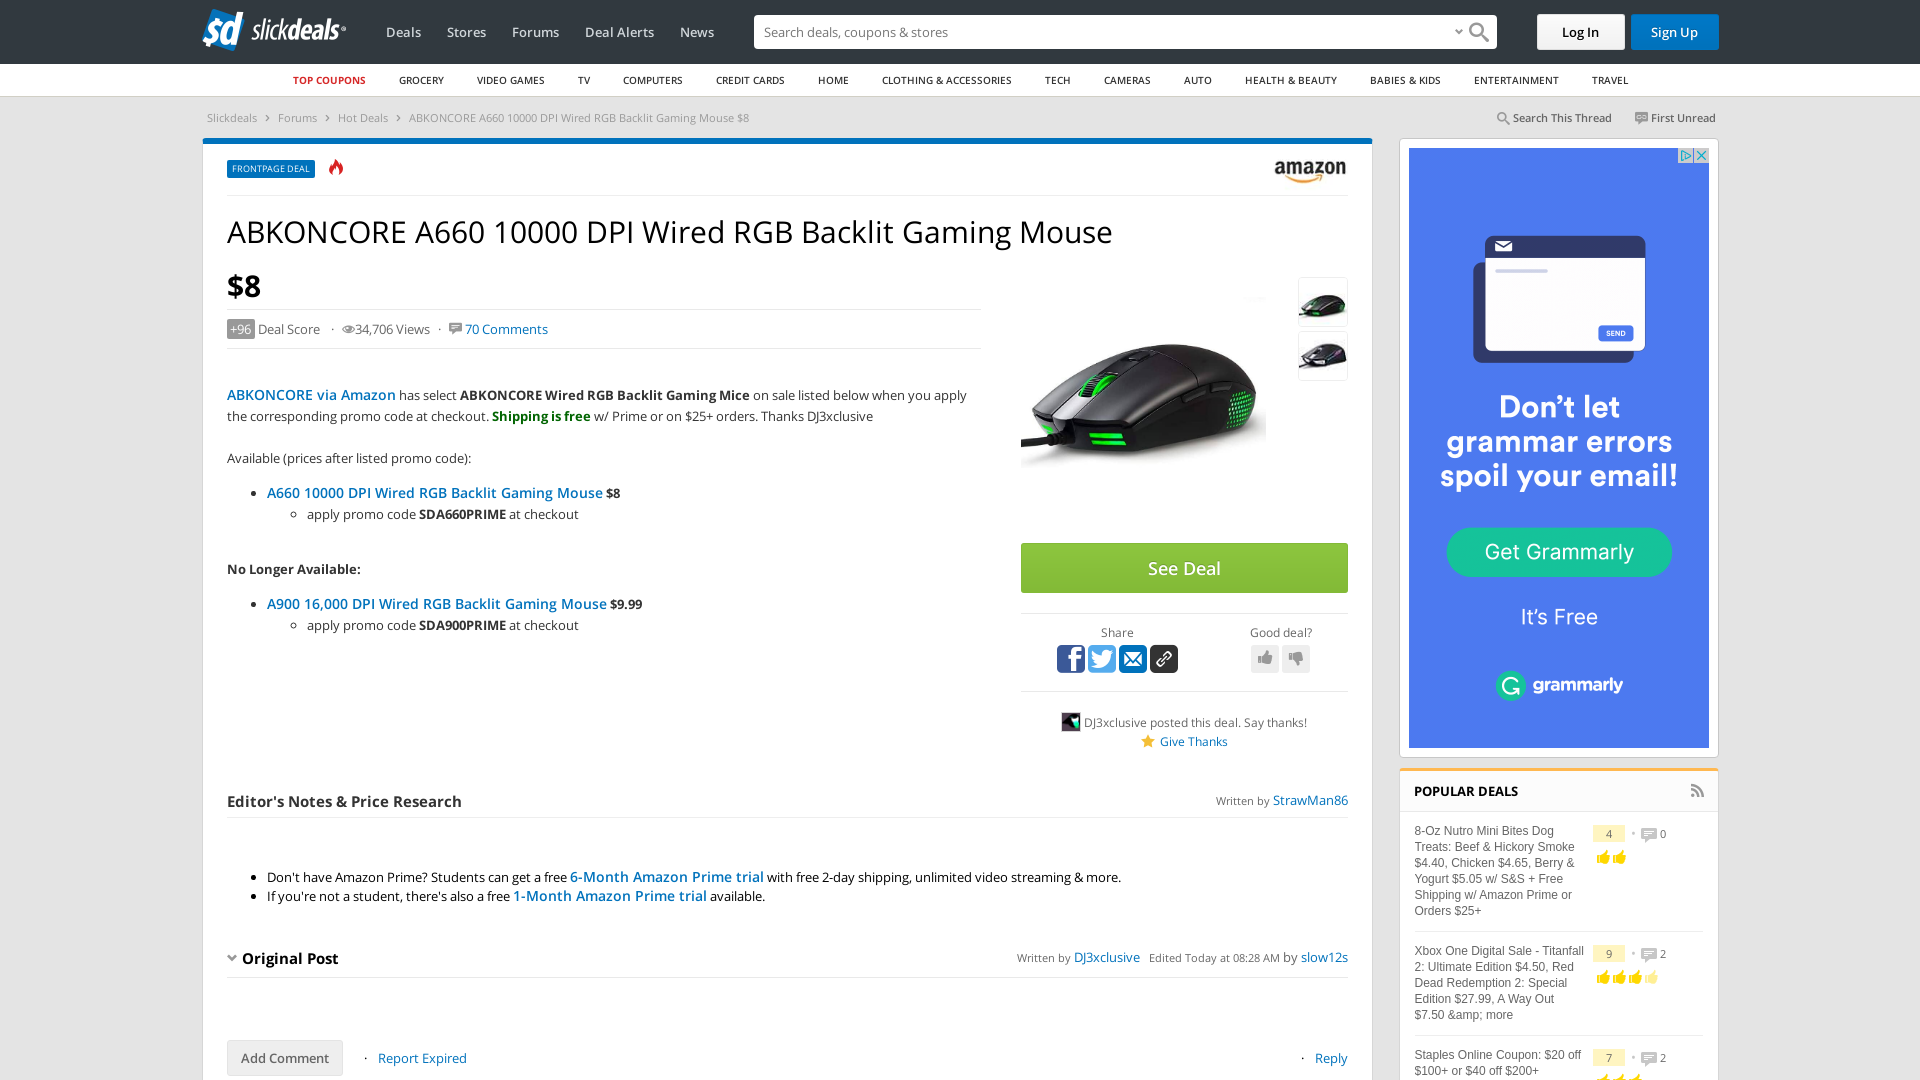 sd slickdeals
Deals
Stores
Forums
Deal Alerts
News
Search deals, coupons & stores
Log In
Sign Up
TOP COUPONS
GROCERY
VIDEO GAMES
TV
COMPUTERS
CREDIT CARDS
HOME
CLOTHING & ACCESSORIES
TECH
CAMERAS
AUTO
HEALTH & BEAUTY
BABIES & KIDS
ENTERTAINMENT
TRAVEL
Slickdeals > Forums > Hot Deals > ABKONCORE A660 10000 DPI Wired RGB Backlit Gaming Mouse $8
Search This Thread
First Unread
FRONTPAGE DEAL
amazon
ABKONCORE A660 10000 DPI Wired RGB Backlit Gaming Mouse
$8
+96 Deal Score · 34,706 Views · 70 Comments
ABKONCORE via Amazon has select ABKONCORE Wired RGB Backlit Gaming Mice on sale listed below when you apply
the corresponding promo code at checkout. Shipping is free w/ Prime or on $25+ orders. Thanks DJ3xclusive
Available (prices after listed promo code):
A660 10000 DPI Wired RGB Backlit Gaming Mouse $8
apply promo code SDA660PRIME at checkout
No Longer Available:
A900 16,000 DPI Wired RGB Backlit Gaming Mouse $9.99
apply promo code SDA900PRIME at checkout
See Deal
Share
Good deal?
DJ3xclusive posted this deal. Say thanks!
Give Thanks
Editor's Notes & Price Research
Written by StrawMan86
Don't have Amazon Prime? Students can get a free 6-Month Amazon Prime trial with free 2-day shipping, unlimited video streaming & more.
If you're not a student, there's also a free 1-Month Amazon Prime trial available.
Original Post
Written by DJ3xclusive Edited Today at 08:28 AM by slow12s
Add Comment · Report Expired
· Reply
SEND
Don't let
grammar errors
spoil your email!
Get Grammarly
It's Free
grammarly
POPULAR DEALS
8-Oz Nutro Mini Bites Dog
Treats: Beef & Hickory Smoke
$4.40, Chicken $4.65, Berry &
Yogurt $5.05 w/ S&S + Free
Shipping w/ Amazon Prime or
Orders $25+
4 • 0
Xbox One Digital Sale - Titanfall
2: Ultimate Edition $4.50, Red
Dead Redemption 2: Special
Edition $27.99, A Way Out
$7.50 &amp; more
9 • 2
Staples Online Coupon: $20 off
$100+ or $40 off $200+
7 • 2